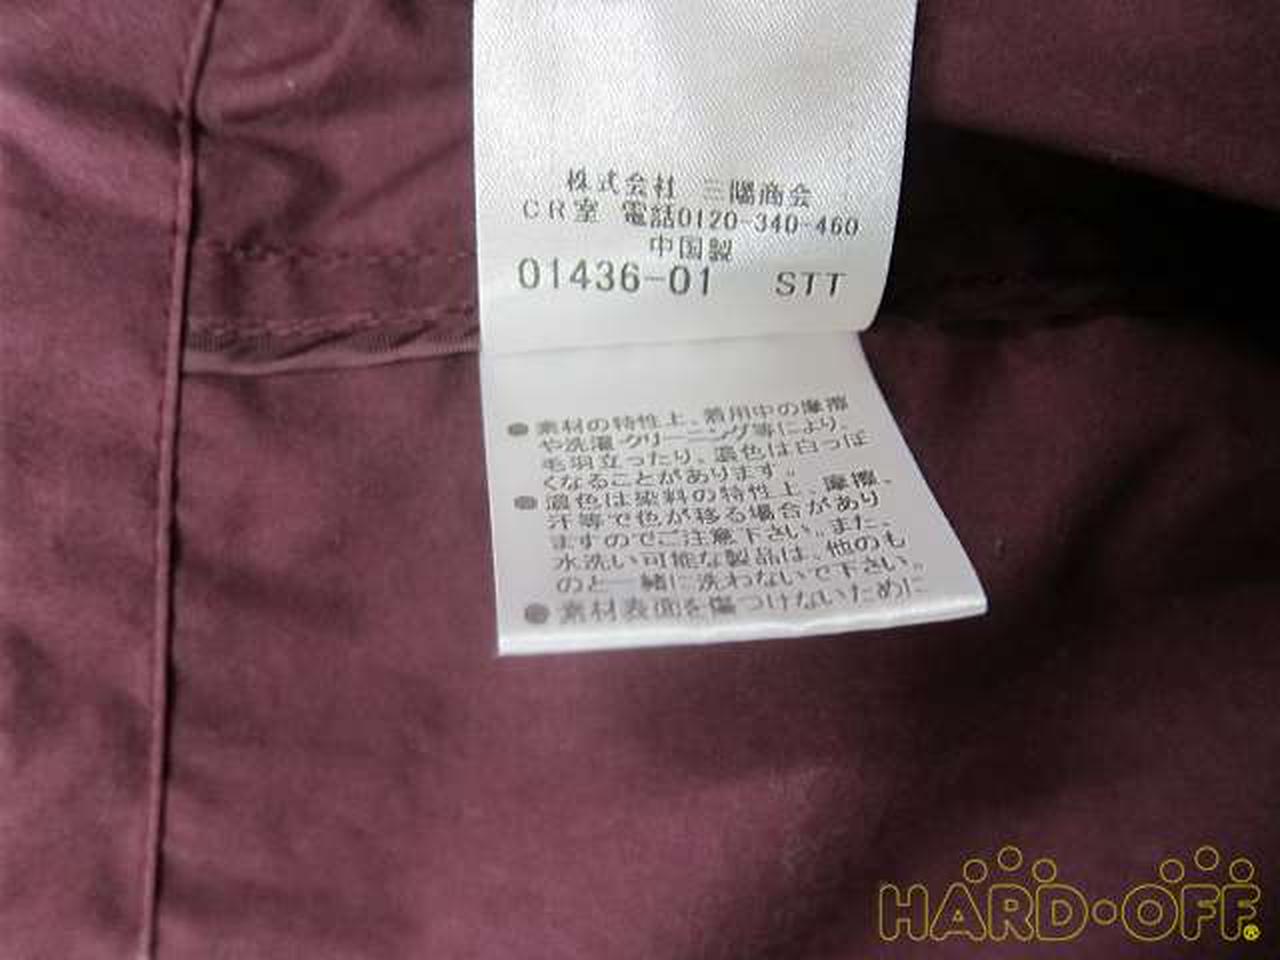 株式会社 三陽商会
CR室 電話0120-340-460
中国製
01436-01 STT
●素材の特性上、着用中の摩擦
や洗濯・クリーニング等により、
毛羽立ったり、濃色は白っぽ
くなることがあります。
●濃色は染料の特性上、摩擦、
汗等で色が移る場合があり
ますのでご注意下さい。また、
水洗い可能な製品は、他のも
のと一緒に洗わないで下さい。
●素材表面を傷つけないために
HARD・OFF®